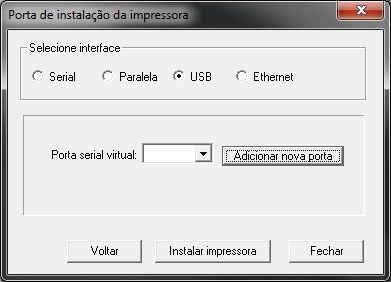 Porta de instalação da impressora
Selecione interface
Serial Paralela USB Ethernet
Porta serial virtual: Adicionar nova porta
Voltar Instalar impressora Fechar